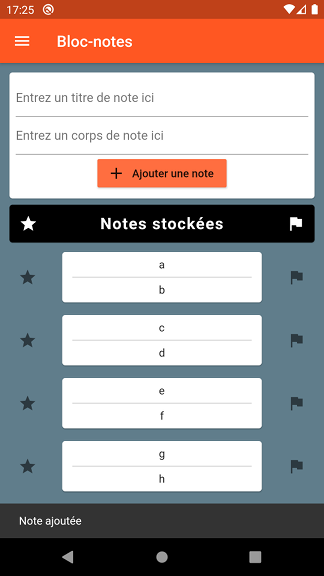 17:25
Bloc-notes
Entrez un titre de note ici
Entrez un corps de note ici
Ajouter une note
Notes stockées
a
b
c
d
e
f
g
h
Note ajoutée